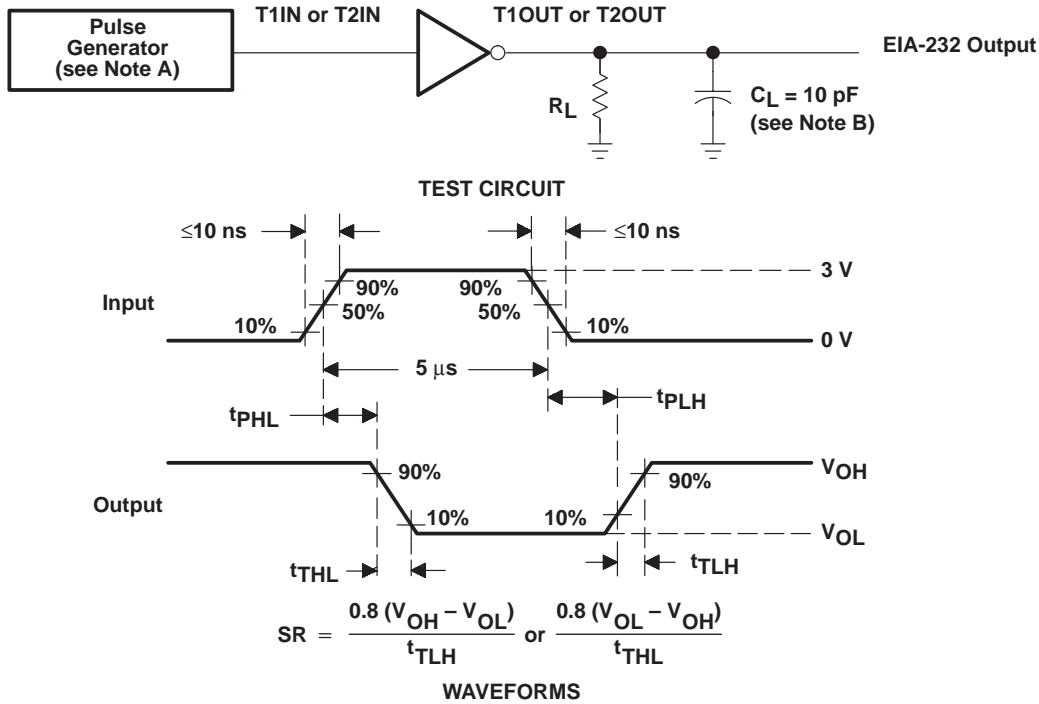 Pulse
Generator
(see Note A)
T1IN or T2IN
T1OUT or T2OUT
EIA-232 Output
RL
CL = 10 pF
(see Note B)
TEST CIRCUIT
≤10 ns
≤10 ns
Input
10%
90%
50%
90%
50%
10%
3 V
0 V
5 μs
tPHL
tPLH
Output
90%
10%
10%
90%
VOH
VOL
tTHL
tTLH
SR = 0.8 (VOH – VOL) / tTLH or 0.8 (VOL – VOH) / tTHL
WAVEFORMS